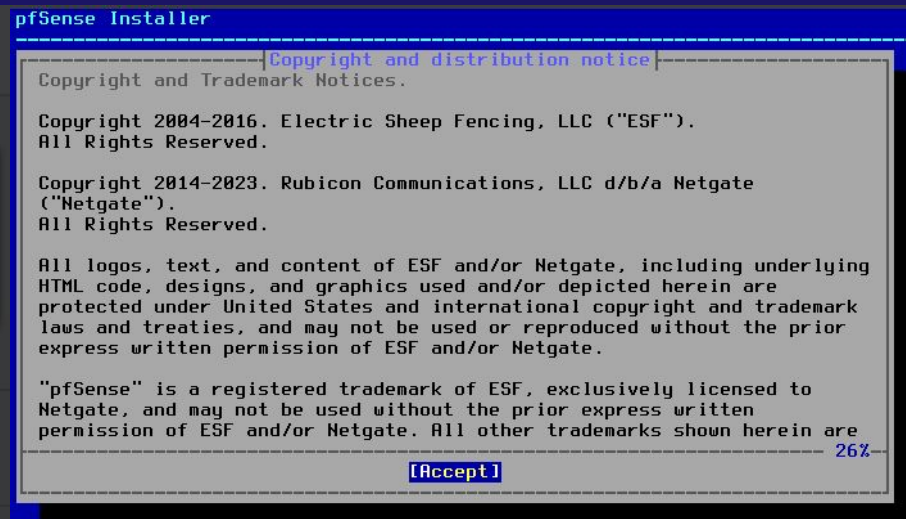 pfSense Installer
Copyright and distribution notice
Copyright and Trademark Notices.
Copyright 2004-2016. Electric Sheep Fencing, LLC ("ESF").
All Rights Reserved.
Copyright 2014-2023. Rubicon Communications, LLC d/b/a Netgate
("Netgate").
All Rights Reserved.
All logos, text, and content of ESF and/or Netgate, including underlying
HTML code, designs, and graphics used and/or depicted herein are
protected under United States and international copyright and trademark
laws and treaties, and may not be used or reproduced without the prior
express written permission of ESF and/or Netgate.
"pfSense" is a registered trademark of ESF, exclusively licensed to
Netgate, and may not be used without the prior express written
permission of ESF and/or Netgate. All other trademarks shown herein are
26%
[Accept]